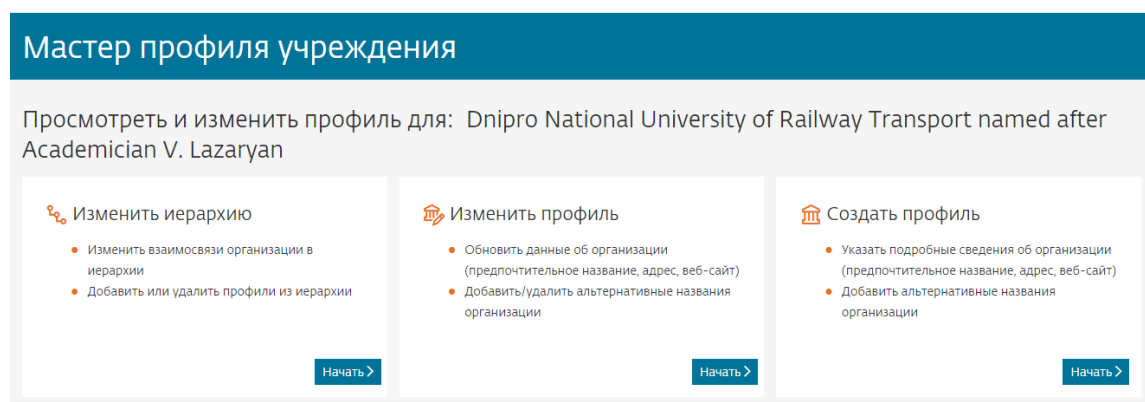 Мастер профиля учреждения
Просмотреть и изменить профиль для: Dnipro National University of Railway Transport named after
Academician V. Lazaryan
Изменить иерархию
Изменить взаимосвязи организации в
иерархии
Добавить или удалить профили из иерархии
Начать
Изменить профиль
Обновить данные об организации
(предпочтительное название, адрес, веб-сайт)
Добавить/удалить альтернативные названия
организации
Начать
Создать профиль
Указать подробные сведения об организации
(предпочтительное название, адрес, веб-сайт)
Добавить альтернативные названия
организации
Начать